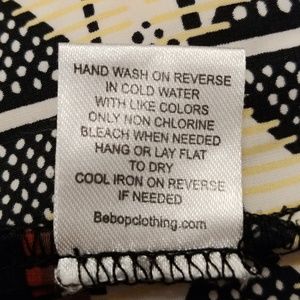 HAND WASH ON REVERSE
IN COLD WATER
WITH LIKE COLORS
ONLY NON CHLORINE
BLEACH WHEN NEEDED
HANG OR LAY FLAT
TO DRY
COOL IRON ON REVERSE
IF NEEDED
Bebopclothing.com